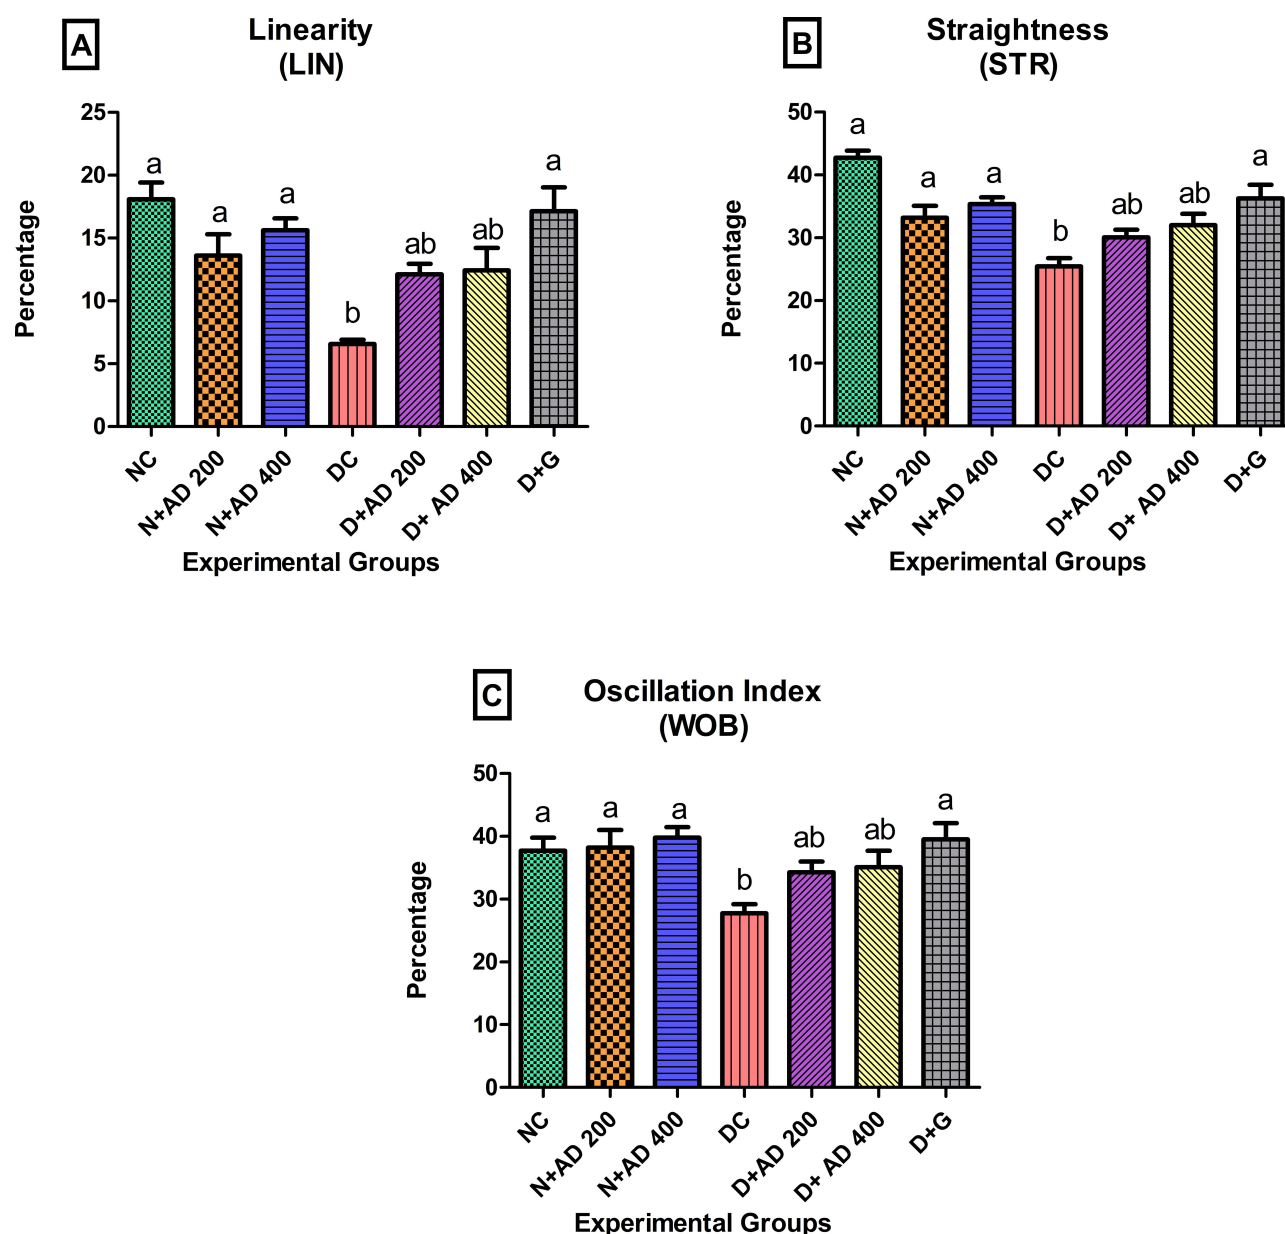 A
Linearity
(LIN)
25
20
15
10
5
0
Percentage
a
a
a
b
ab
ab
a
NC
N+AD 200
N+AD 400
DC
D+AD 200
D+ AD 400
D+G
Experimental Groups
B
Straightness
(STR)
50
40
30
20
10
0
Percentage
a
a
a
b
ab
ab
a
NC
N+AD 200
N+AD 400
DC
D+AD 200
D+ AD 400
D+G
Experimental Groups
C
Oscillation Index
(WOB)
50
40
30
20
10
0
Percentage
a
a
a
b
ab
ab
a
NC
N+AD 200
N+AD 400
DC
D+AD 200
D+ AD 400
D+G
Experimental Groups